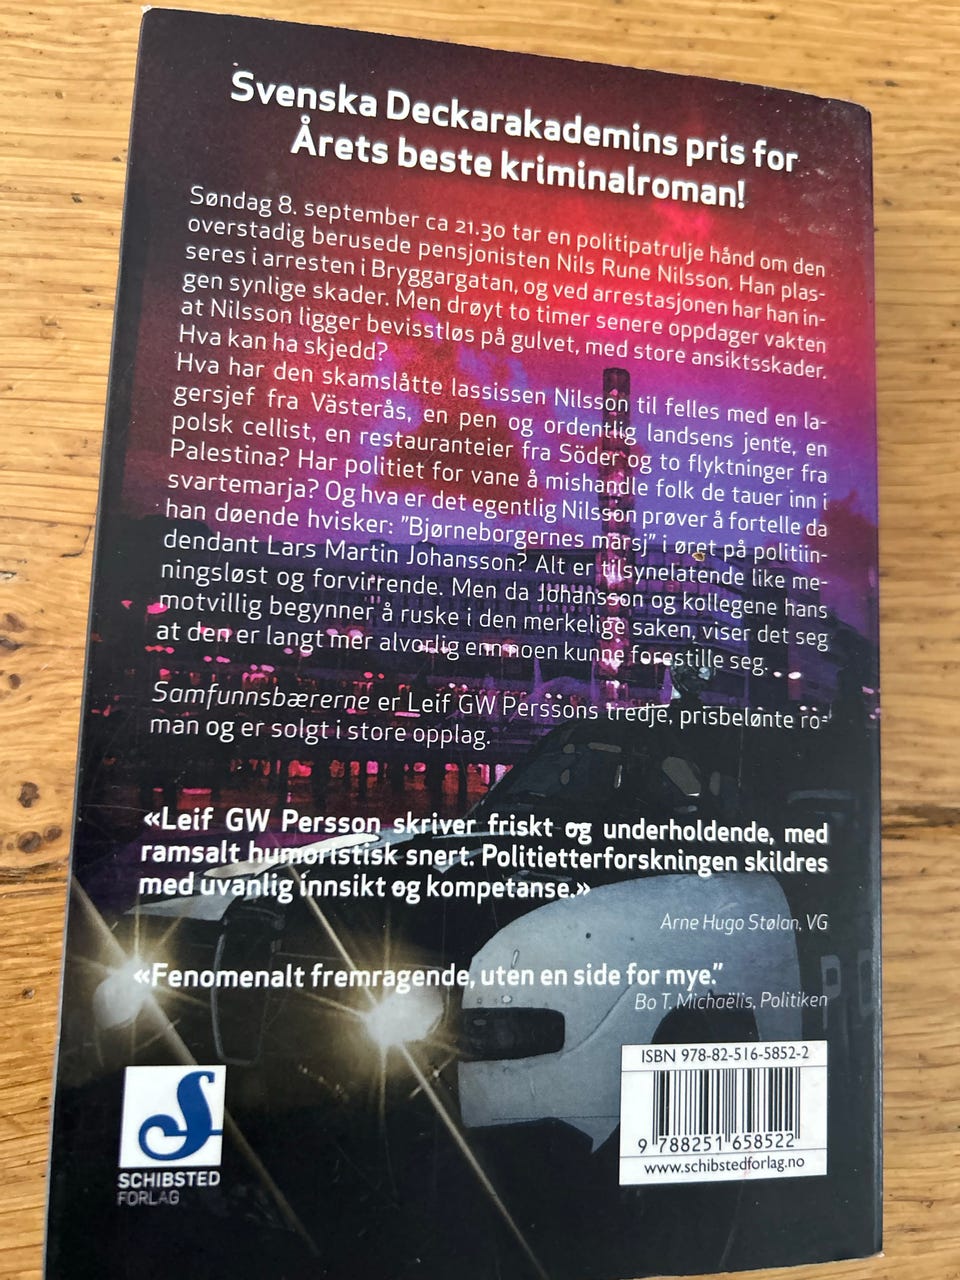 Svenska Deckarakademins pris for
Årets beste kriminalroman!
Søndag 8. september ca 21.30 tar en politipatrulje hånd om den
overstadig berusede pensjonisten Nils Rune Nilsson. Han plas-
seres i arresten i Bryggargatan, og ved arrestasjonen har han in-
gen synlige skader. Men drøyt to timer senere oppdager vakten
at Nilsson ligger bevisstløs på gulvet, med store ansiktsskader.
Hva kan ha skjedd?
Hva har den skamslåtte lassissen Nilsson til felles med en la-
gersjef fra Västerås, en pen og ordentlig landsens jente, en
polsk cellist, en restauranteier fra Söder og to flyktninger fra
Palestina? Har politiet for vane å mishandle folk de tauer inn i
svartemarja? Og hva er det egentlig Nilsson prøver å fortelle da
han døende hvisker: ”Bjørneborgernes marsj” i øret på politiin-
dendant Lars Martin Johansson? Alt er tilsynelatende like me-
ningsløst og forvirrende. Men da Johansson og kollegene hans
motvillig begynner å ruske i den merkelige saken, viser det seg
at den er langt mer alvorlig enn noen kunne forestille seg.
Samfunnsbærerne er Leif GW Perssons tredje, prisbelønte ro-
man og er solgt i store opplag.
«Leif GW Persson skriver friskt og underholdende, med
ramsalt humoristisk snert. Politietterforskningen skildres
med uvanlig innsikt og kompetanse.»
Arne Hugo Stølan, VG
«Fenomenalt fremragende, uten en side for mye.”
Bo T. Michaëlis, Politiken
ISBN 978-82-516-5852-2
9 788251 658522
www.schibstedforlag.no
S
SCHIBSTED
FORLAG